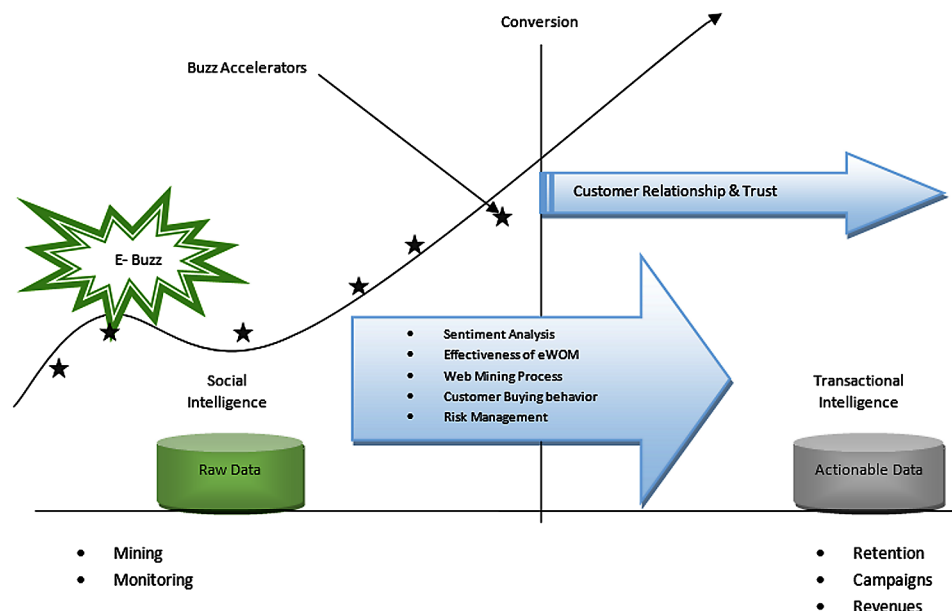 Conversion
Buzz Accelerators
Customer Relationship & Trust
E- Buzz
• Sentiment Analysis
• Effectiveness of eWOM
• Web Mining Process
• Customer Buying behavior
• Risk Management
Social
Intelligence
Transactional
Intelligence
Raw Data
Actionable Data
• Mining
• Monitoring
• Retention
• Campaigns
• Revenues